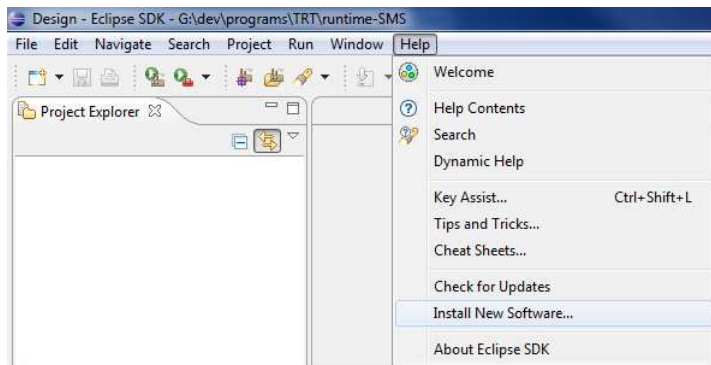 Design - Eclipse SDK - G:\dev\programs\TRT\runtime-SMS
File Edit Navigate Search Project Run Window Help
Project Explorer
Welcome
Help Contents
Search
Dynamic Help
Key Assist... Ctrl+Shift+L
Tips and Tricks...
Cheat Sheets...
Check for Updates
Install New Software...
About Eclipse SDK